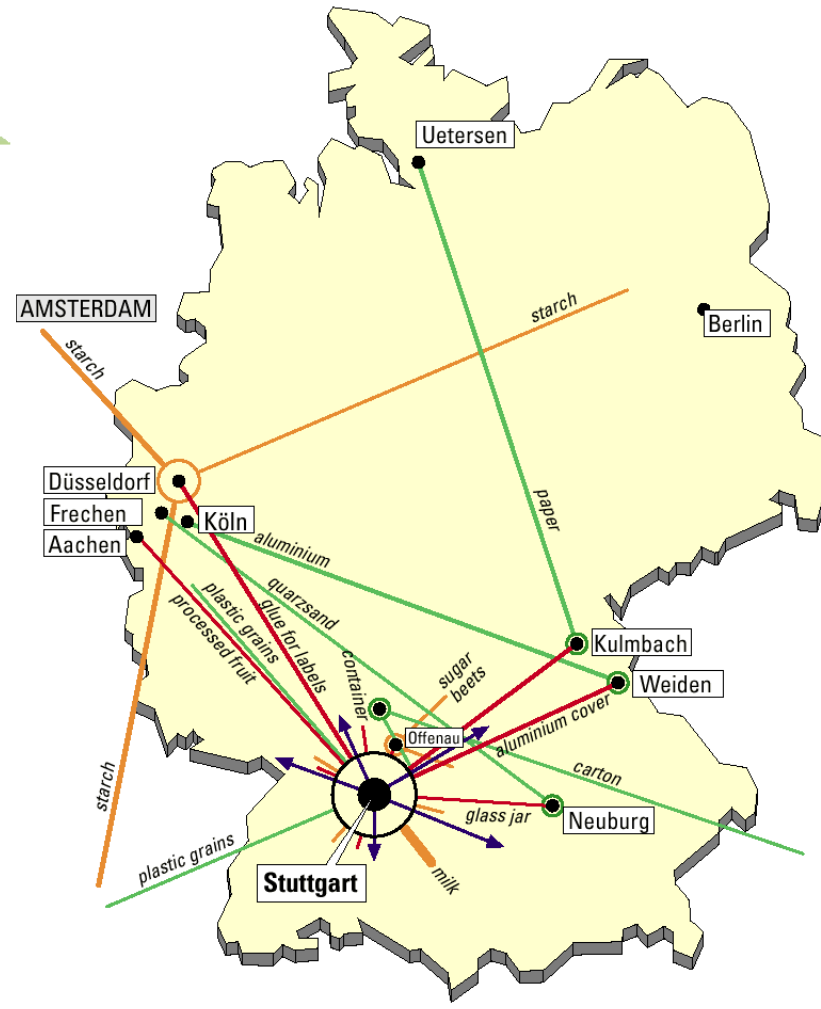 Uetersen
AMSTERDAM
starch
starch
Berlin
Düsseldorf
Frechen
Köln
Aachen
paper
aluminium
quarzsand
glue for labels
plastic grains
processed fruit
container
sugar
beets
Kulmbach
Weiden
aluminium cover
Offenau
carton
starch
glass jar
Neuburg
plastic grains
Stuttgart
milk